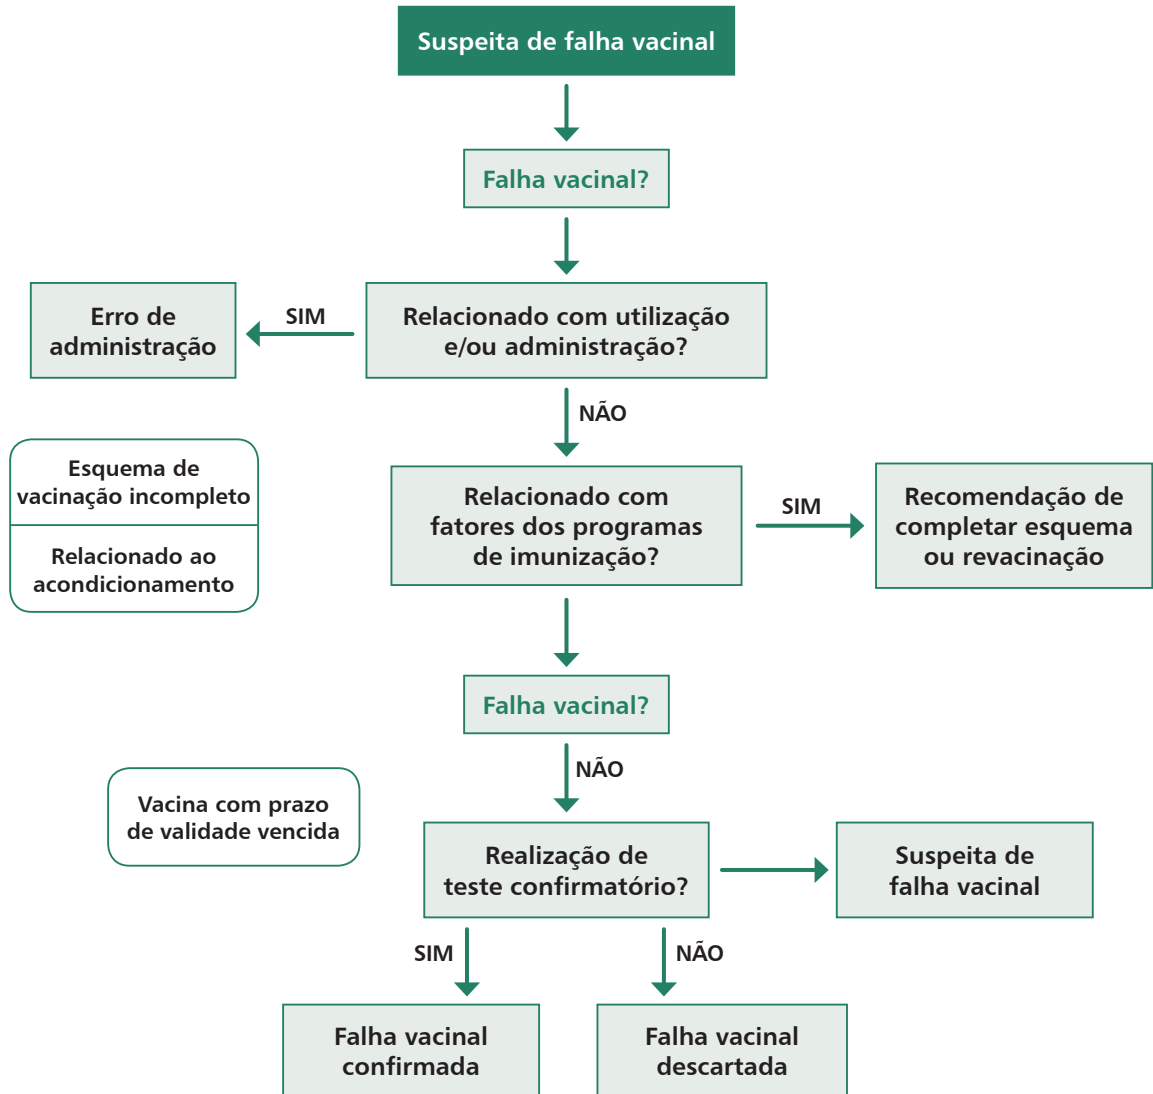 Suspeita de falha vacinal
Falha vacinal?
Erro de
administração
SIM
Relacionado com utilização
e/ou administração?
NÃO
Esquema de
vacinação incompleto
Relacionado ao
acondicionamento
Relacionado com
fatores dos programas
de imunização?
SIM
Recomendação de
completar esquema
ou revacinação
Falha vacinal?
NÃO
Vacina com prazo
de validade vencida
Realização de
teste confirmatório?
Suspeita de
falha vacinal
SIM
NÃO
Falha vacinal
confirmada
Falha vacinal
descartada